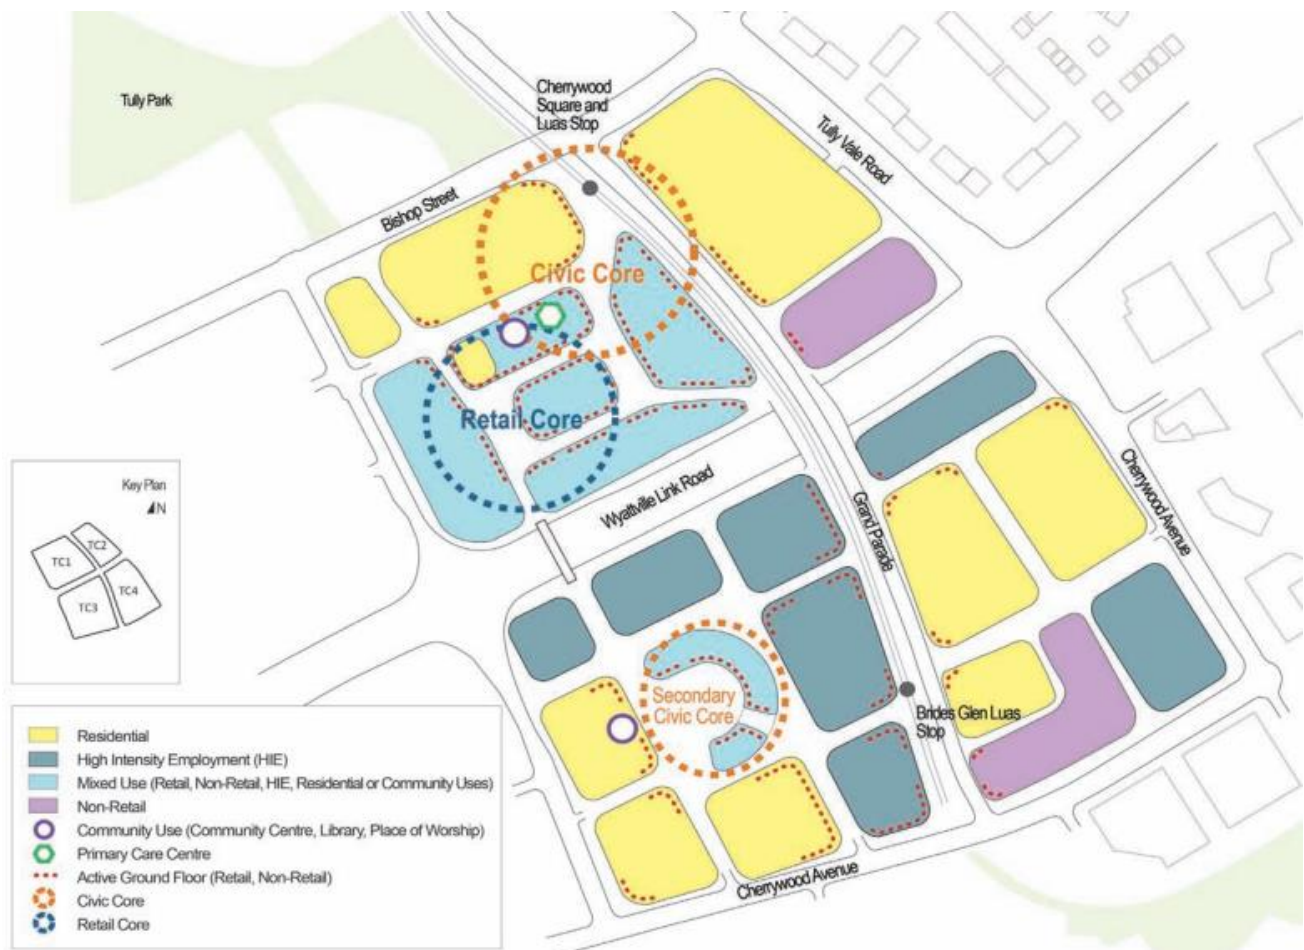 Tully Park
Cherrywood
Square and
Luas Stop
Tully Vale Road
Bishop Street
Civic Core
Retail Core
Wyattville Link Road
Grand Parade
Cherrywood Avenue
Key Plan
N
TC1
TC2
TC3
TC4
Secondary
Civic Core
Brides Glen Luas
Stop
Cherrywood Avenue
Residential
High Intensity Employment (HIE)
Mixed Use (Retail, Non-Retail, HIE, Residential or Community Uses)
Non-Retail
Community Use (Community Centre, Library, Place of Worship)
Primary Care Centre
Active Ground Floor (Retail, Non-Retail)
Civic Core
Retail Core